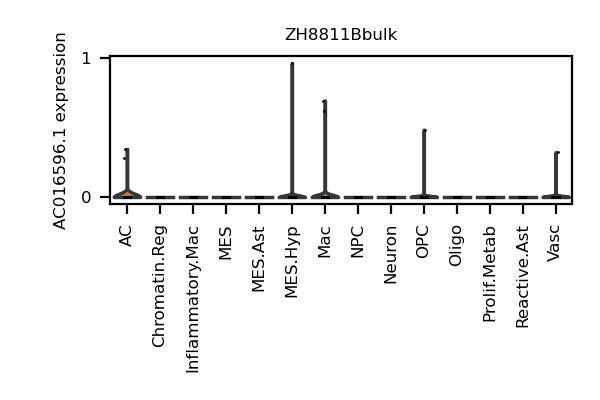 ZH8811Bbulk
AC016596.1 expression
1
0
AC
Chromatin.Reg
Inflammatory.Mac
MES
MES.Ast
MES.Hyp
Mac
NPC
Neuron
OPC
Oligo
Prolif.Metab
Reactive.Ast
Vasc